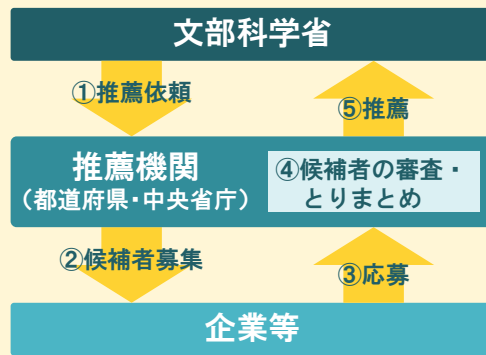 文部科学省
①推薦依頼
⑤推薦
推薦機関
（都道府県・中央省庁）
④候補者の審査・
とりまとめ
②候補者募集
③応募
企業等